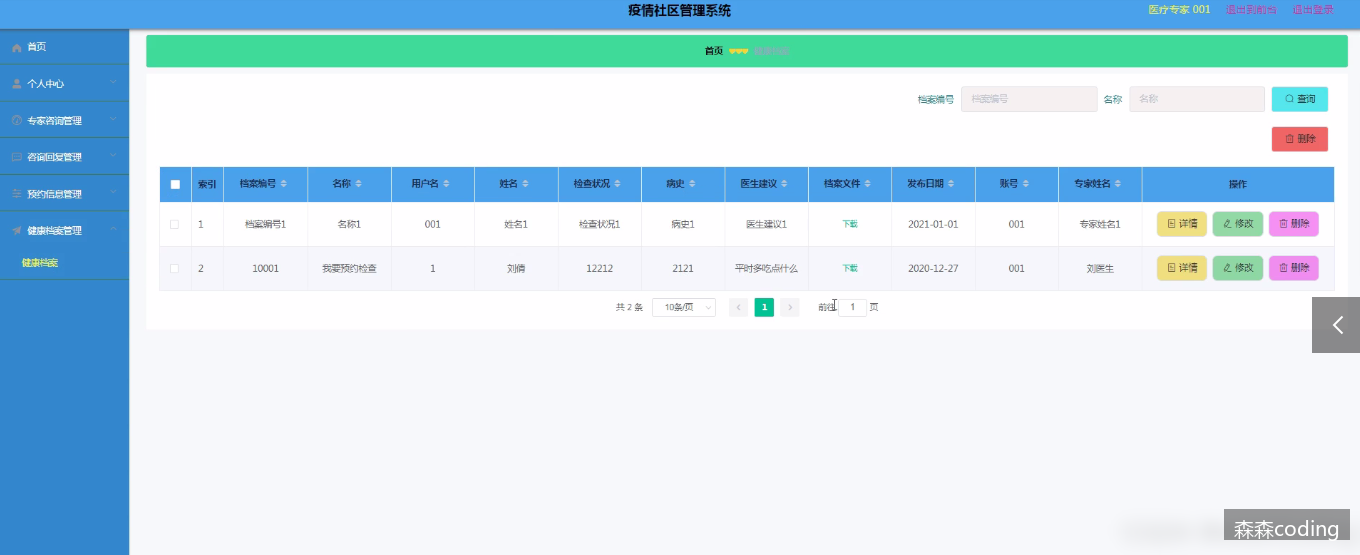 疫情社区管理系统
医疗专家 001 退出到前台 退出登录
首页
个人中心
专家咨询管理
咨询回复管理
预约信息管理
健康档案管理
健康档案
首页
档案编号 档案编号 名称 名称 查询
删除
索引 档案编号 名称 用户名 姓名 检查状况 病史 医生建议 档案文件 发布日期 账号 专家姓名 操作
1 档案编号1 名称1 001 姓名1 检查状况1 病史1 医生建议1 下载 2021-01-01 001 专家姓名1 详情 修改 删除
2 10001 我要预约检查 1 刘倩 12212 2121 平时多吃点什么 下载 2020-12-27 001 刘医生 详情 修改 删除
共 2 条 10条/页 1 前往 1 页
森森coding